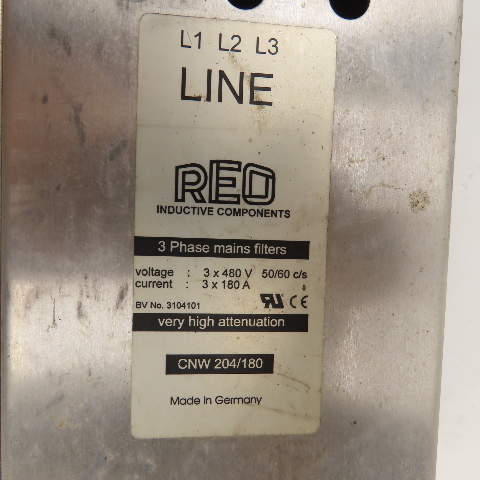 L1 L2 L3
LINE
REO
INDUCTIVE COMPONENTS
3 Phase mains filters
voltage : 3 x 480 V 50/60 c/s
current : 3 x 180 A
BV No. 3104101
very high attenuation
CNW 204/180
Made In Germany